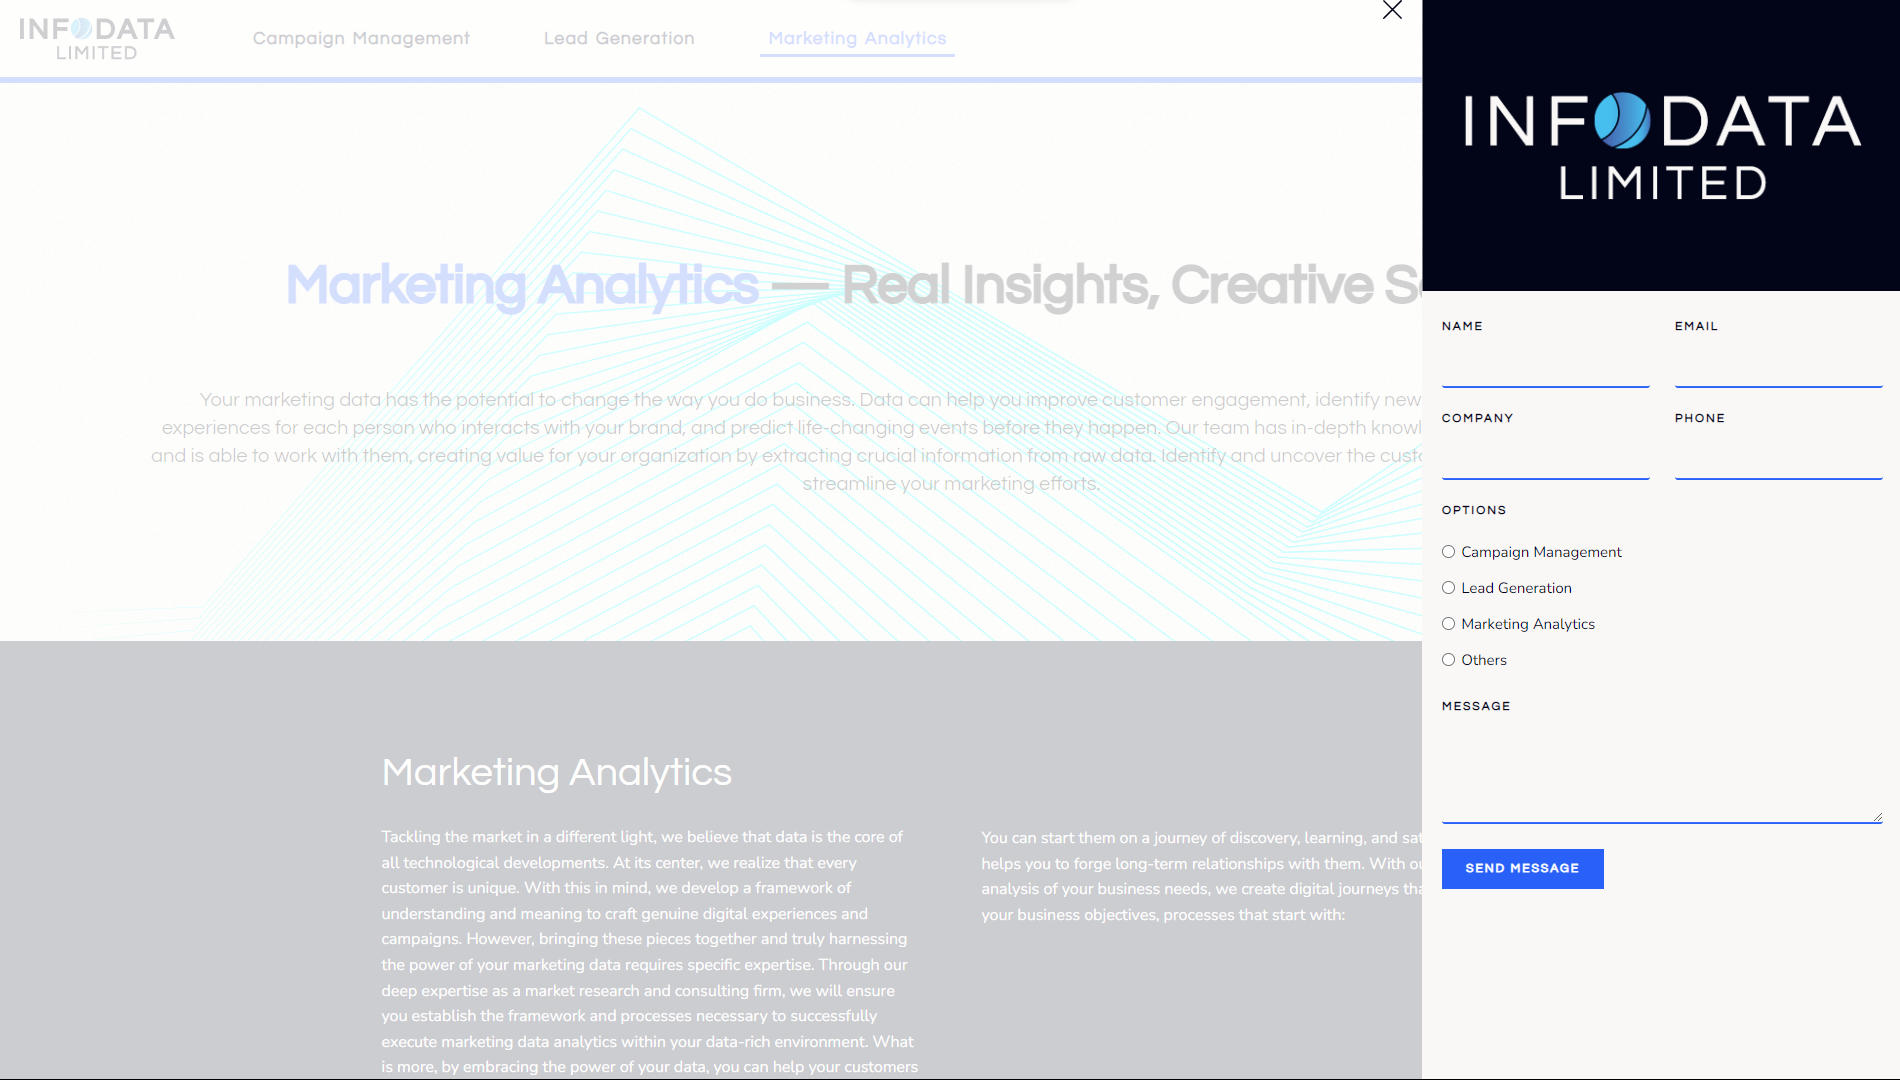 INFODATA
LIMITED
Campaign Management
Lead Generation
Marketing Analytics
Marketing Analytics — Real Insights, Creative S
Your marketing data has the potential to change the way you do business. Data can help you improve customer engagement, identify new
experiences for each person who interacts with your brand, and predict life-changing events before they happen. Our team has in-depth knowl
and is able to work with them, creating value for your organization by extracting crucial information from raw data. Identify and uncover the custo
streamline your marketing efforts.
Marketing Analytics
Tackling the market in a different light, we believe that data is the core of
all technological developments. At its center, we realize that every
customer is unique. With this in mind, we develop a framework of
understanding and meaning to craft genuine digital experiences and
campaigns. However, bringing these pieces together and truly harnessing
the power of your marketing data requires specific expertise. Through our
deep expertise as a market research and consulting firm, we will ensure
you establish the framework and processes necessary to successfully
execute marketing data analytics within your data-rich environment. What
is more, by embracing the power of your data, you can help your customers
You can start them on a journey of discovery, learning, and sat
helps you to forge long-term relationships with them. With ou
analysis of your business needs, we create digital journeys tha
your business objectives, processes that start with:
INFODATA
LIMITED
NAME
EMAIL
COMPANY
PHONE
OPTIONS
Campaign Management
Lead Generation
Marketing Analytics
Others
MESSAGE
SEND MESSAGE